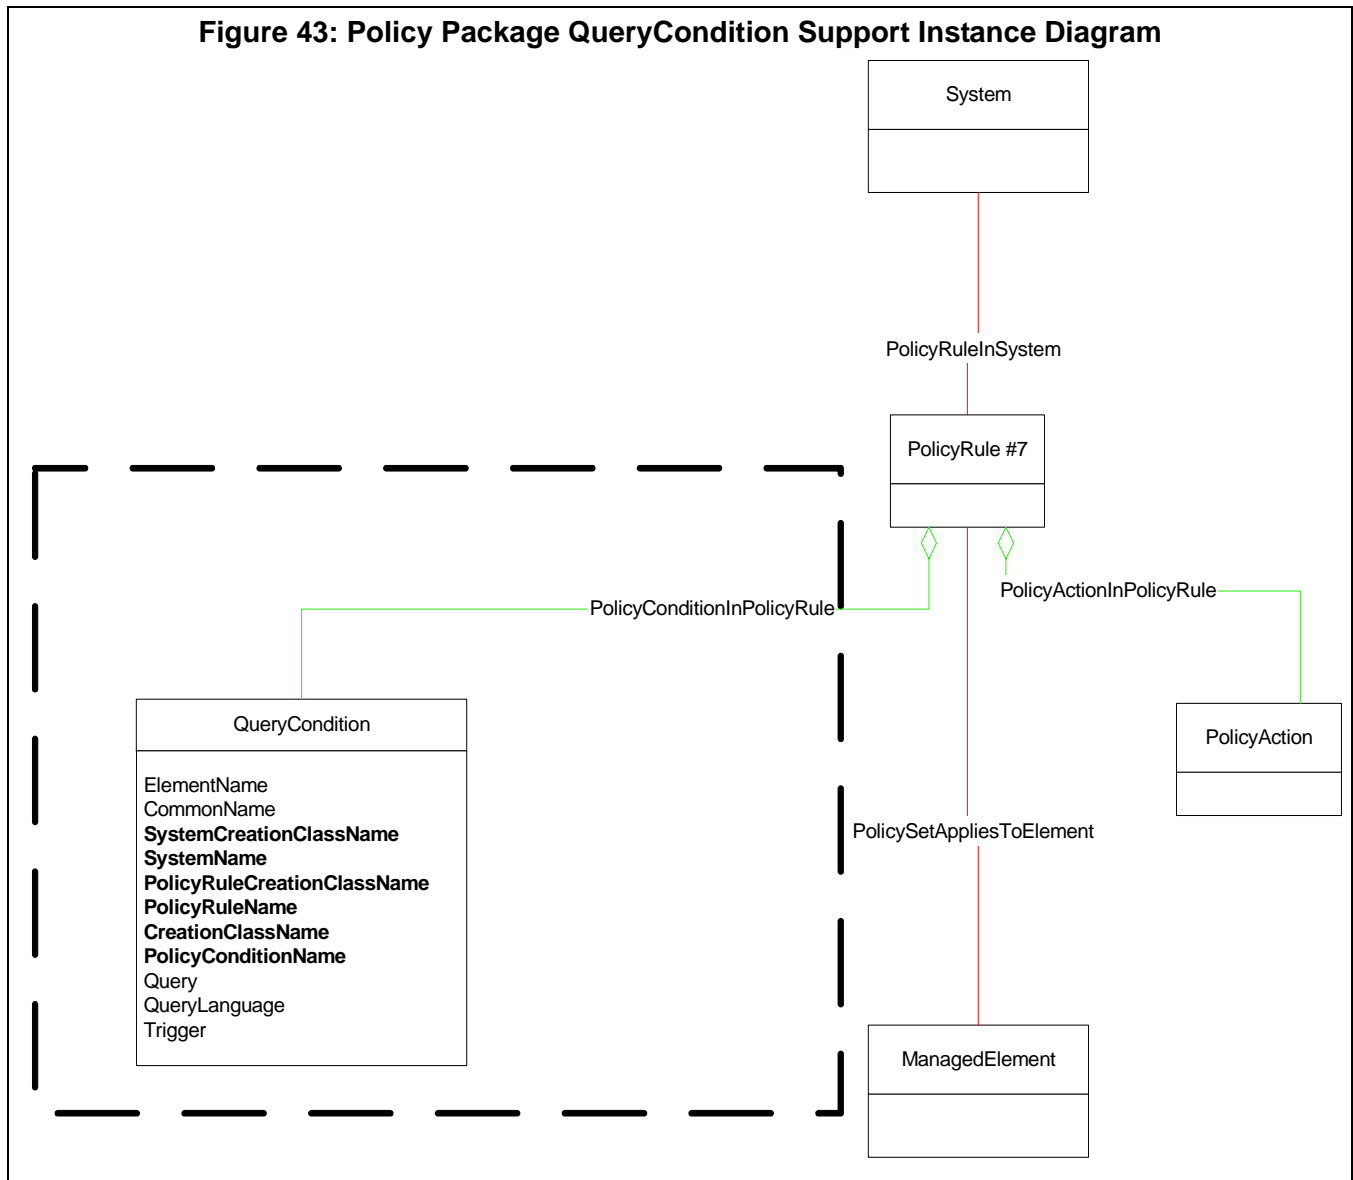 Figure 43: Policy Package QueryCondition Support Instance Diagram
System
PolicyRuleInSystem
PolicyRule #7
PolicyConditionInPolicyRule
PolicyActionInPolicyRule
QueryCondition
ElementName
CommonName
SystemCreationClassName
SystemName
PolicyRuleCreationClassName
PolicyRuleName
CreationClassName
PolicyConditionName
Query
QueryLanguage
Trigger
PolicyAction
PolicySetAppliesToElement
ManagedElement